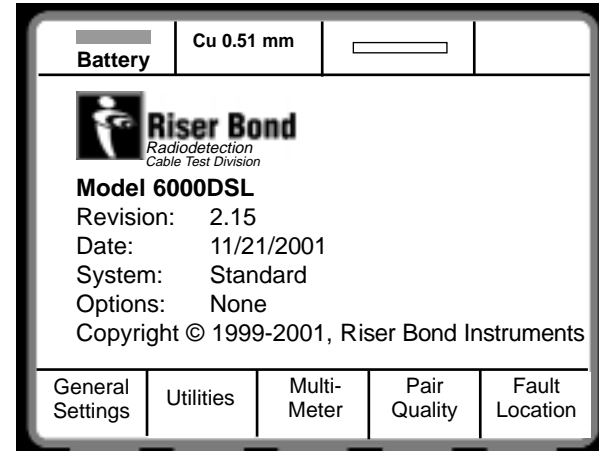 Battery
Cu 0.51 mm
Riser Bond
Radiodetection
Cable Test Division
Model 6000DSL
Revision: 2.15
Date: 11/21/2001
System: Standard
Options: None
Copyright © 1999-2001, Riser Bond Instruments
General Settings
Utilities
Multi-
Meter
Pair
Quality
Fault
Location